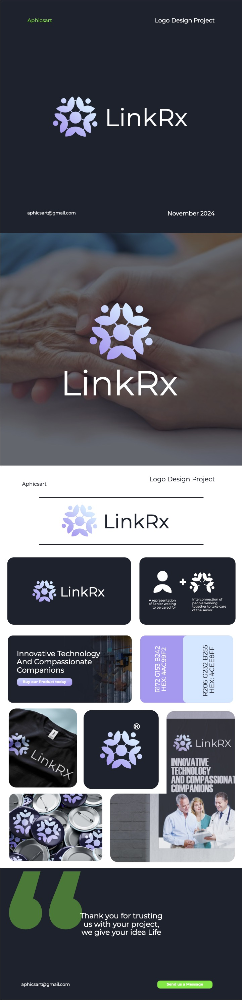 Aphicsart
Logo Design Project
LinkRx
aphicsart@gmail.com
November 2024
LinkRx
Aphicsart
Logo Design Project
LinkRx
LinkRx
+
A representation
of Senior waiting
to be cared for
Interconnection of
people working
together to take care
of the senior
Innovative Technology
And Compassionate
Companions
Buy our Product today
R172 G153 B242
HEX: #AC99F2
R206 G232 B255
HEX: #CEE8FF
LinkRX
®
LinkRX
INNOVATIVE
TECHNOLOGY
AND COMPASSIONAT
COMPANIONS
“
Thank you for trusting
us with your project,
we give your idea Life
aphicsart@gmail.com
Send us a Message